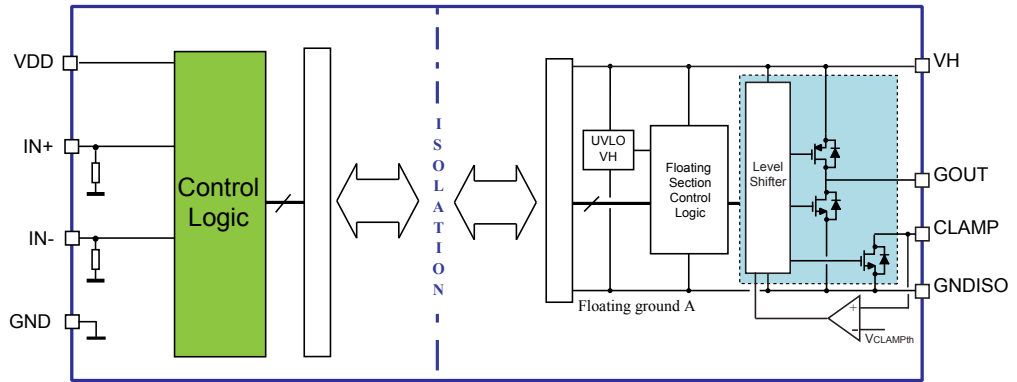 VDD
IN+
IN-
GND
Control
Logic
ISOLATION
UVLO
VH
Floating
Section
Control
Logic
Level
Shifter
VH
GOUT
CLAMP
GNDISO
Floating ground A
+
-
VCLAMPth